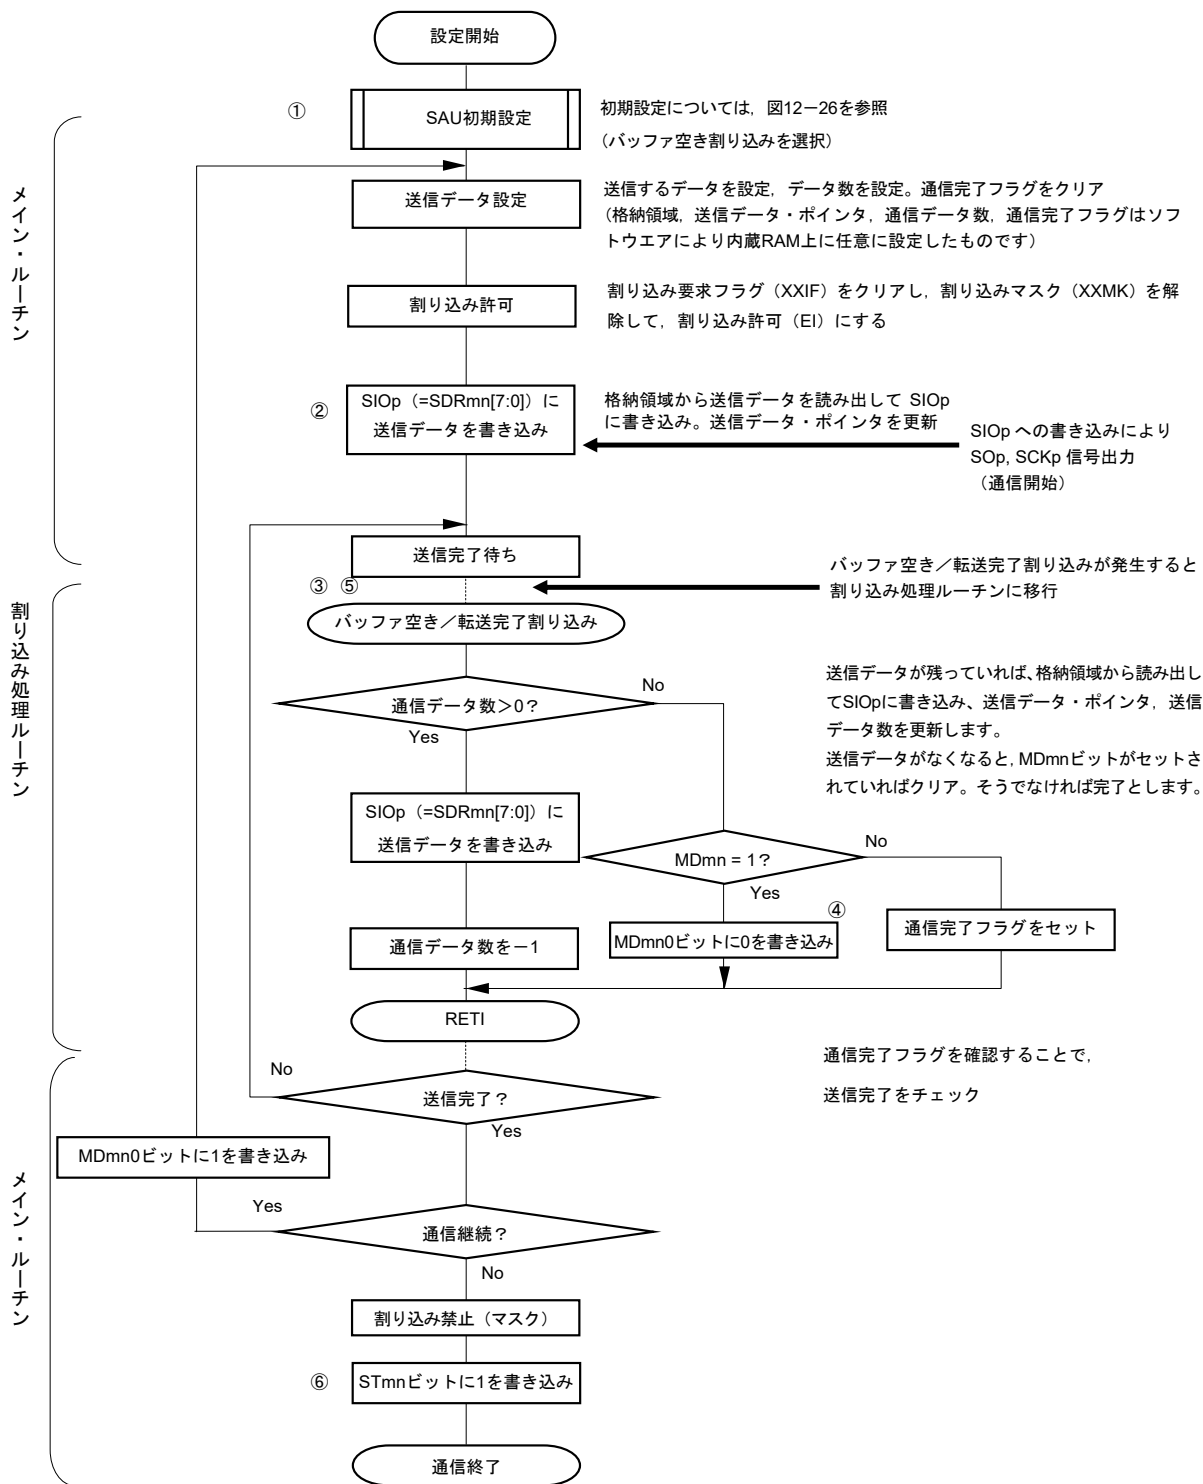 設定開始
①
SAU初期設定
初期設定については，図12－26を参照
（バッファ空き割り込みを選択）
メイン・ルーチン
送信データ設定
送信するデータを設定，データ数を設定。通信完了フラグをクリア
（格納領域，送信データ・ポインタ，通信データ数，通信完了フラグはソフ
トウエアにより内蔵RAM上に任意に設定したものです）
割り込み許可
割り込み要求フラグ（XXIF）をクリアし，割り込みマスク（XXMK）を解
除して，割り込み許可（EI）にする
②
SIOp（=SDRmn[7:0]）に
送信データを書き込み
格納領域から送信データを読み出して SIOp
に書き込み。送信データ・ポインタを更新
SIOp への書き込みにより
SOp, SCKp 信号出力
（通信開始）
送信完了待ち
③ ⑤
バッファ空き／転送完了割り込みが発生すると
割り込み処理ルーチンに移行
割り込み処理ルーチン
バッファ空き／転送完了割り込み
通信データ数＞0？
No
Yes
送信データが残っていれば、格納領域から読み出し
てSIOpに書き込み、送信データ・ポインタ，送信
データ数を更新します。
送信データがなくなると, MDmnビットがセットさ
れていればクリア。そうでなければ完了とします。
SIOp（=SDRmn[7:0]）に
送信データを書き込み
MDmn = 1？
No
Yes
④
通信データ数を－1
MDmn0ビットに0を書き込み
通信完了フラグをセット
RETI
通信完了フラグを確認することで,
送信完了をチェック
No
送信完了？
Yes
メイン・ルーチン
MDmn0ビットに1を書き込み
Yes
通信継続？
No
割り込み禁止（マスク）
⑥
STmnビットに1を書き込み
通信終了